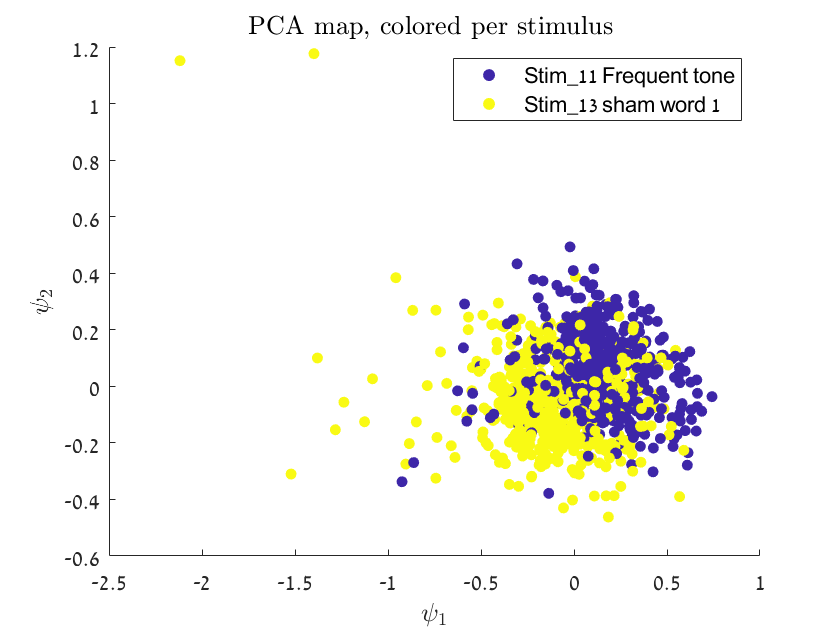 PCA map, colored per stimulus
Stim_11 Frequent tone
Stim_13 sham word 1
1.2
1
0.8
0.6
0.4
0.2
0
-0.2
-0.4
-0.6
ψ2
-2.5 -2 -1.5 -1 -0.5 0 0.5 1
ψ1